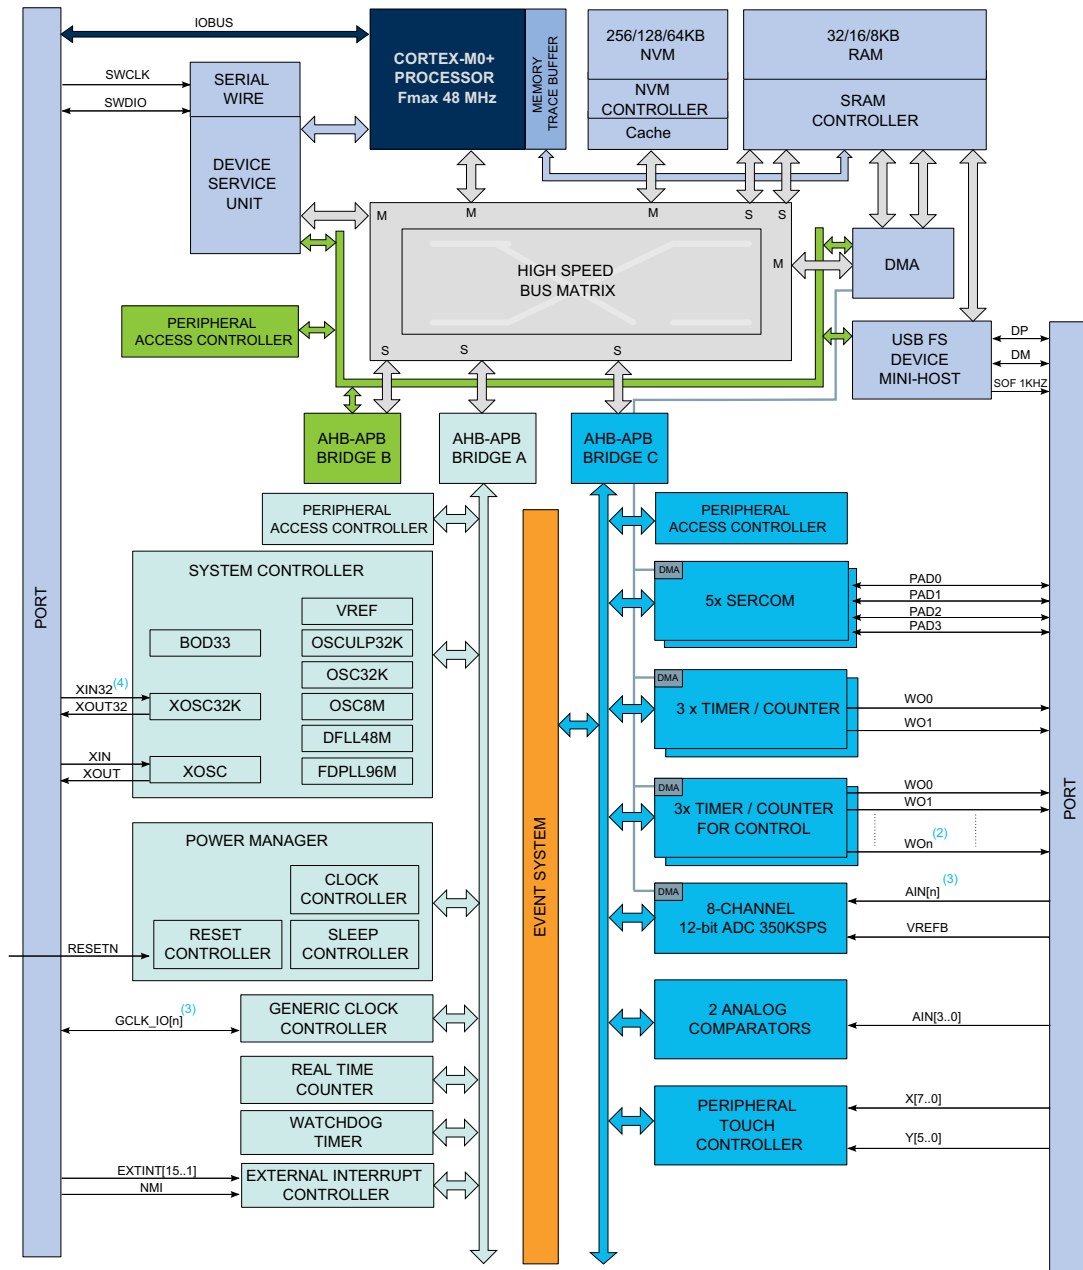 IOBUS
CORTEX-M0+
PROCESSOR
Fmax 48 MHz
MEMORY
TRACE BUFFER
256/128/64KB
NVM
NVM
CONTROLLER
Cache
32/16/8KB
RAM
SRAM
CONTROLLER
SWCLK
SWDIO
SERIAL
WIRE
DEVICE
SERVICE
UNIT
M
M
M
S
S
M
HIGH SPEED
BUS MATRIX
S
S
S
DMA
PERIPHERAL
ACCESS CONTROLLER
USB FS
DEVICE
MINI-HOST
DP
DM
SOF 1KHZ
AHB-APB
BRIDGE B
AHB-APB
BRIDGE A
AHB-APB
BRIDGE C
PERIPHERAL
ACCESS CONTROLLER
PERIPHERAL
ACCESS CONTROLLER
PORT
SYSTEM CONTROLLER
VREF
BOD33
OSCULP32K
OSC32K
XIN32(4)
XOUT32
XOSC32K
OSC8M
DFLL48M
XIN
XOUT
XOSC
FDPLL96M
EVENT SYSTEM
DMA
5x SERCOM
PAD0
PAD1
PAD2
PAD3
DMA
3 x TIMER / COUNTER
WO0
WO1
DMA
3x TIMER / COUNTER
FOR CONTROL
WO0
WO1
WOn(2)
PORT
POWER MANAGER
CLOCK
CONTROLLER
RESETN
RESET
CONTROLLER
SLEEP
CONTROLLER
DMA
8-CHANNEL
12-bit ADC 350KSPS
AIN[n](3)
VREFB
GCLK_IO[n](3)
GENERIC CLOCK
CONTROLLER
2 ANALOG
COMPARATORS
AIN[3..0]
REAL TIME
COUNTER
WATCHDOG
TIMER
PERIPHERAL
TOUCH
CONTROLLER
X[7..0]
Y[5..0]
EXTINT[15..1]
NMI
EXTERNAL INTERRUPT
CONTROLLER